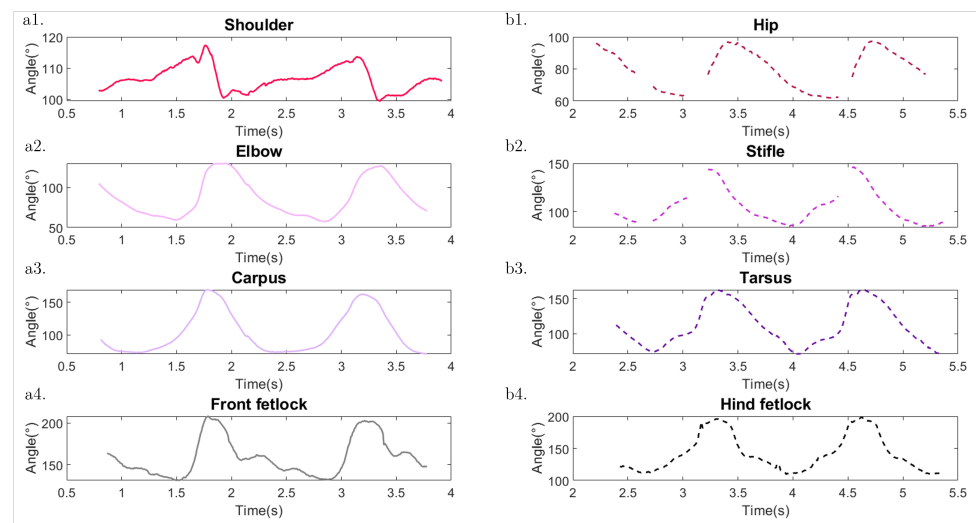 a1.
Shoulder
Angle(°)
120
110
100
0.5 1 1.5 2 2.5 3 3.5 4
Time(s)
a2.
Elbow
Angle(°)
100
50
0.5 1 1.5 2 2.5 3 3.5 4
Time(s)
a3.
Carpus
Angle(°)
150
100
0.5 1 1.5 2 2.5 3 3.5 4
Time(s)
a4.
Front fetlock
Angle(°)
200
150
0.5 1 1.5 2 2.5 3 3.5 4
Time(s)
b1.
Hip
Angle(°)
100
80
60
2 2.5 3 3.5 4 4.5 5 5.5
Time(s)
b2.
Stifle
Angle(°)
150
100
2 2.5 3 3.5 4 4.5 5 5.5
Time(s)
b3.
Tarsus
Angle(°)
150
100
2 2.5 3 3.5 4 4.5 5 5.5
Time(s)
b4.
Hind fetlock
Angle(°)
200
150
100
2 2.5 3 3.5 4 4.5 5 5.5
Time(s)